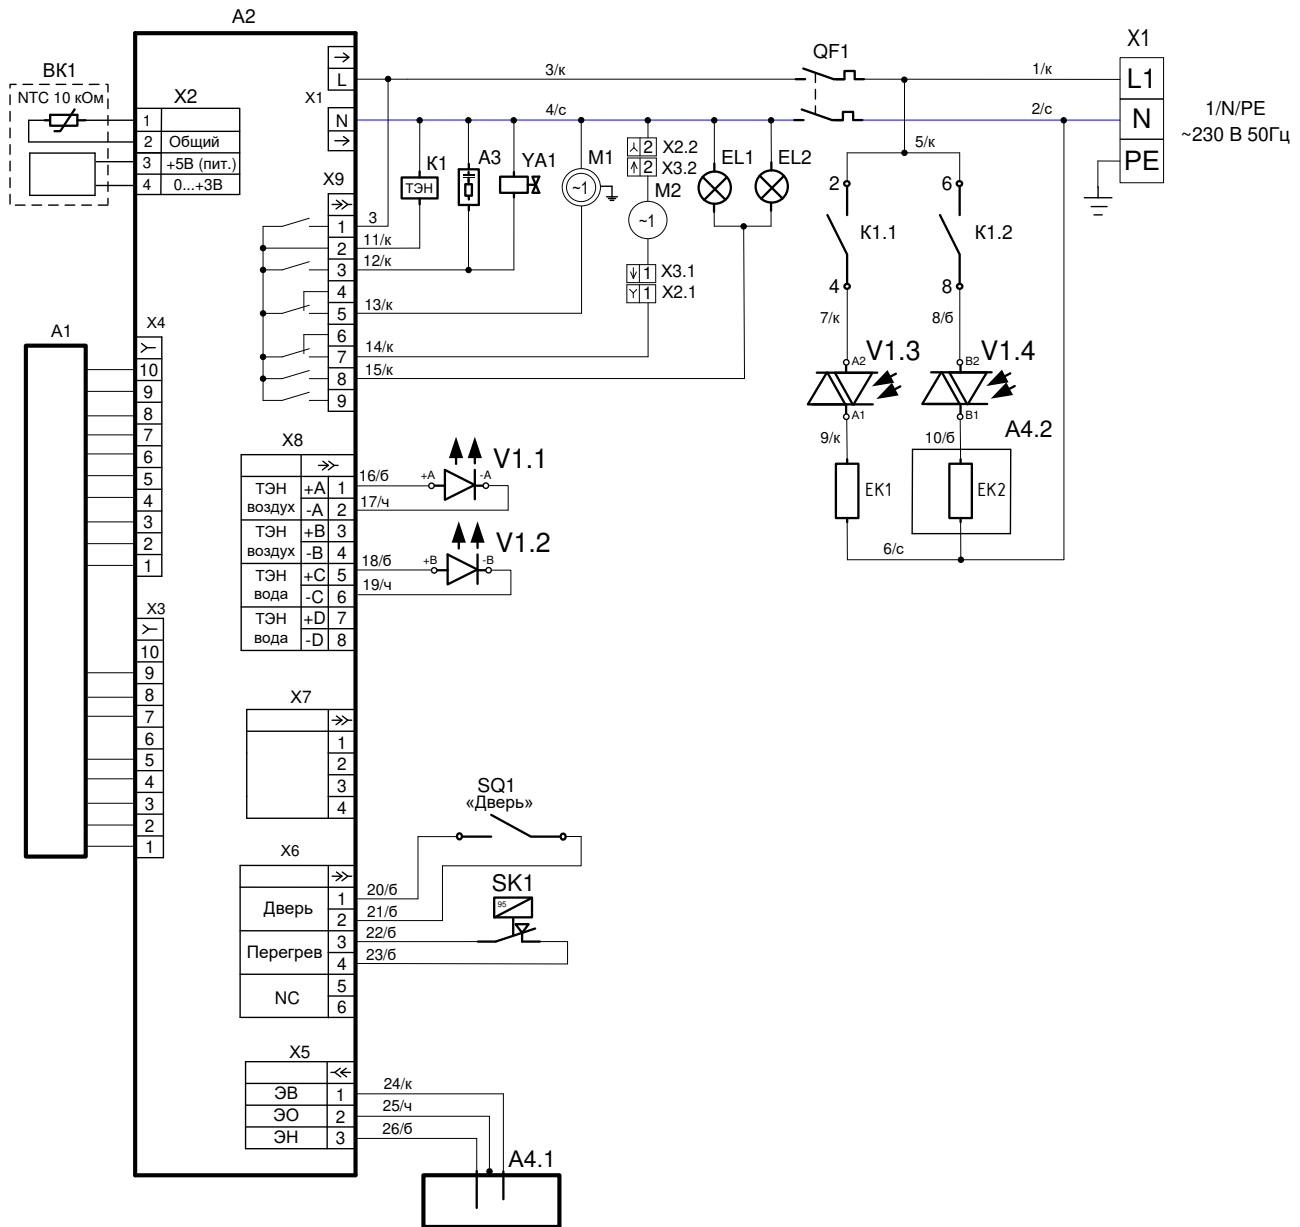 A2
X1
QF1
BK1
NTC 10 кОм
X2
1
2 Общий
3 +5В (пит.)
4 0...+3В
X1
L
N
3/к
4/с
1/к
2/с
L1
N
PE
1/N/PE
~230 В 50Гц
5/к
X9
1
2
3
4
5
6
7
8
9
3
11/к
12/к
13/к
14/к
15/к
K1
ТЭН
A3
YA1
M1
~1
2 X2.2
2 X3.2
M2
~1
1 X3.1
1 X2.1
EL1
EL2
2
K1.1
4
6
K1.2
8
7/к
8/б
A2
V1.3
A1
B2
V1.4
B1
A4.2
9/к
10/б
EK1
EK2
6/с
A1
X4
10
9
8
7
6
5
4
3
2
1
X3
10
9
8
7
6
5
4
3
2
1
X8
ТЭН воздух +A 1
-A 2
ТЭН воздух +B 3
-B 4
ТЭН вода +C 5
-C 6
ТЭН вода +D 7
-D 8
16/б
17/ч
18/б
19/ч
+A
-A
V1.1
+B
-B
V1.2
X7
1
2
3
4
SQ1
«Дверь»
X6
Дверь
1
2
Перегрев
3
4
NC
5
6
20/б
21/б
22/б
23/б
SK1
95
X5
ЭВ 1
ЭО 2
ЭН 3
24/к
25/ч
26/б
A4.1